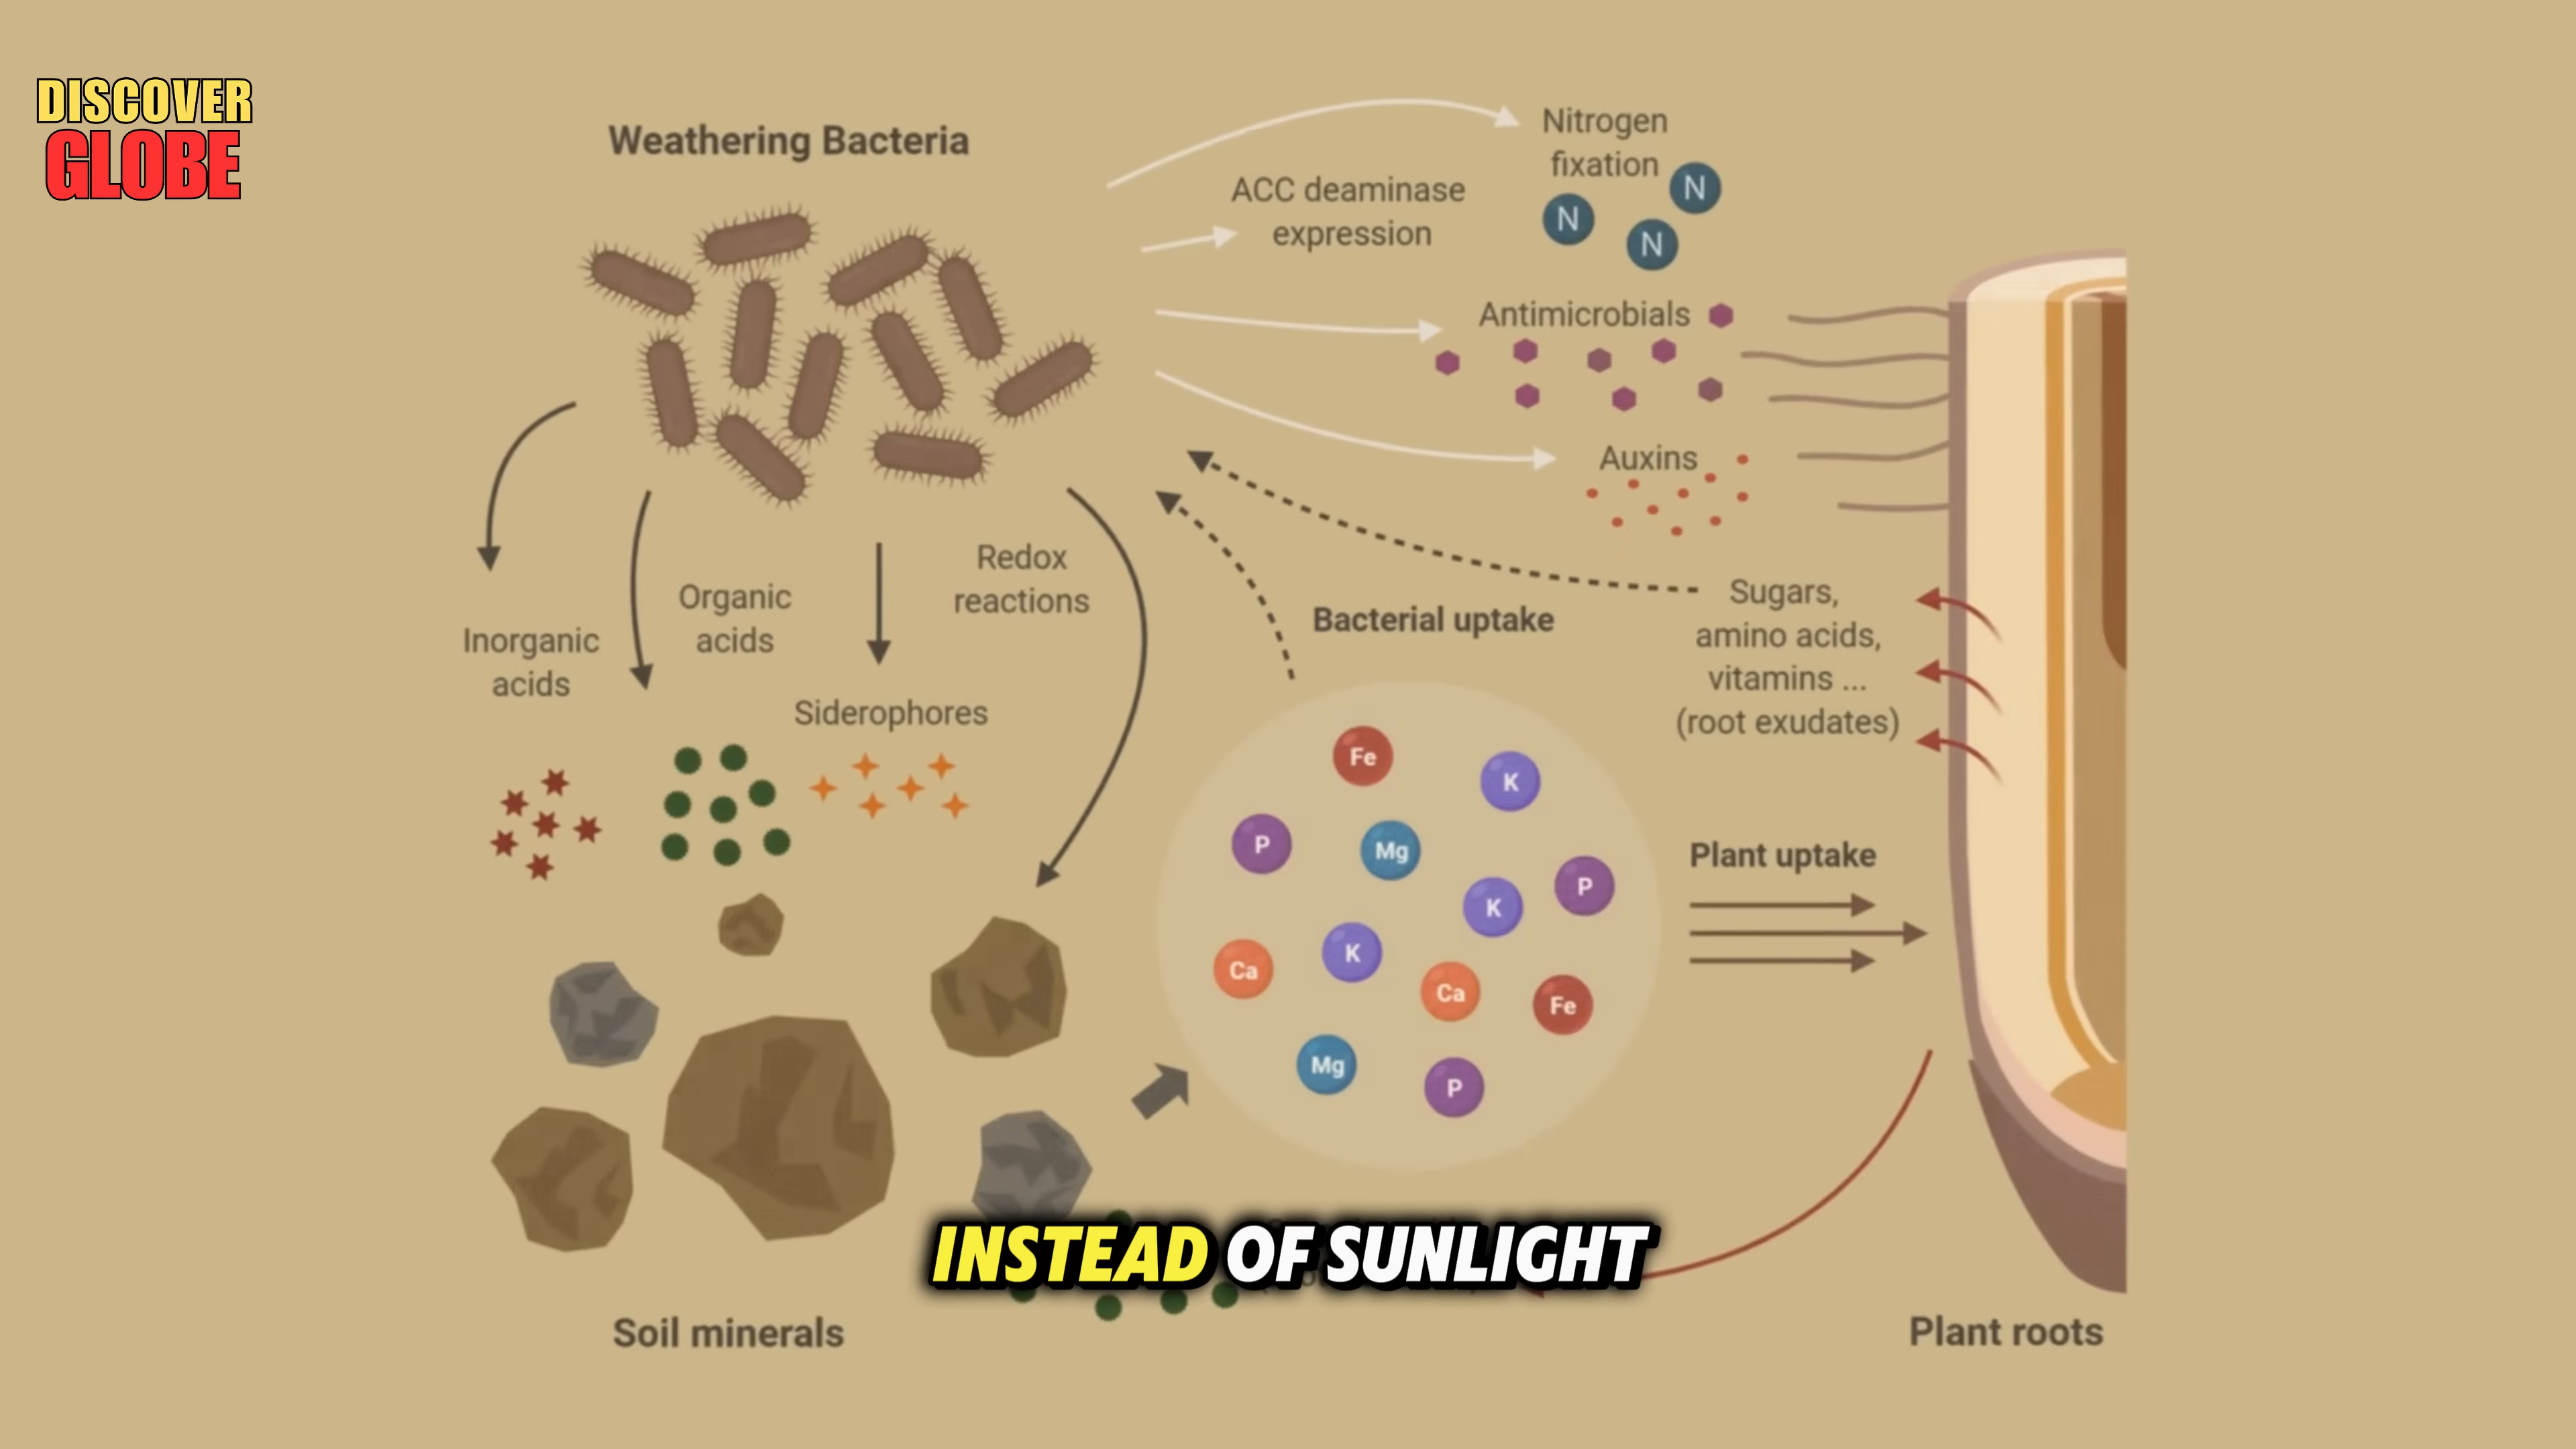 DISCOVER
GLOBE
Weathering Bacteria
Nitrogen
fixation
N
N
N
ACC deaminase
expression
Antimicrobials
Auxins
Redox
reactions
Organic
acids
Inorganic
acids
Siderophores
Bacterial uptake
Sugars,
amino acids,
vitamins ...
(root exudates)
Fe
K
P
Mg
P
K
K
Ca
Ca
Fe
Mg
P
Plant uptake
INSTEAD OF SUNLIGHT
Soil minerals
Plant roots